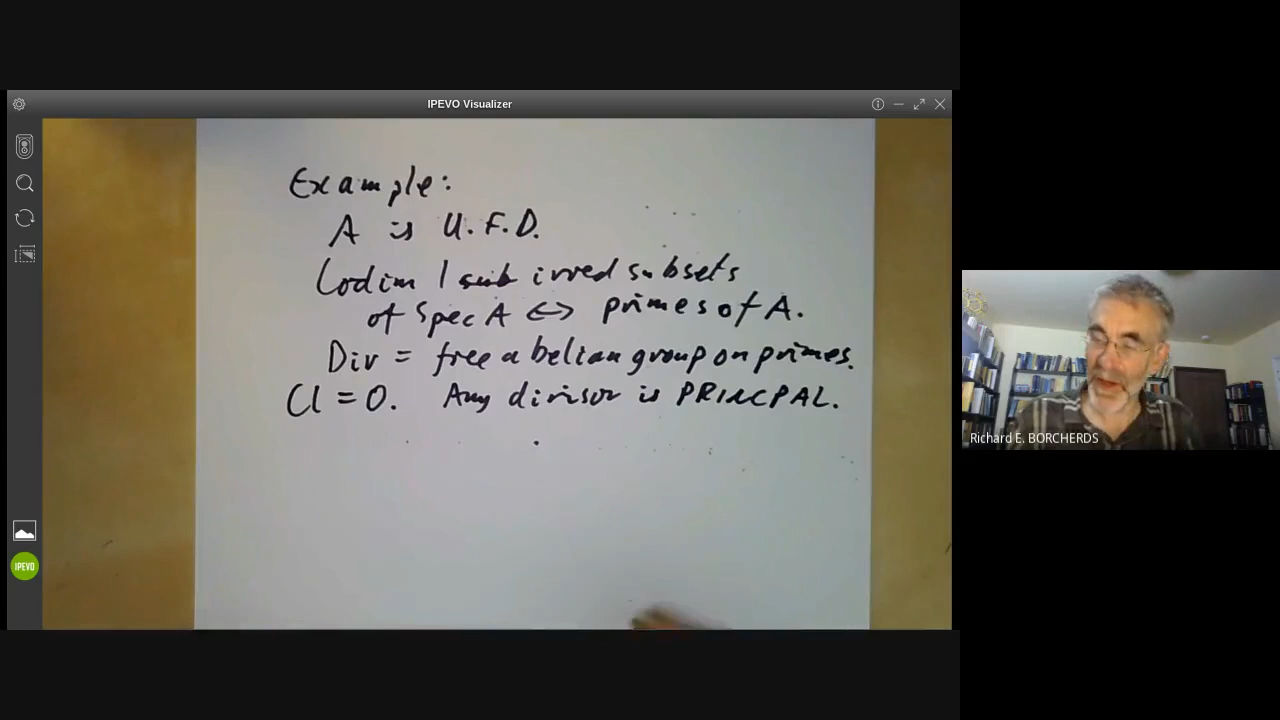 IPEVO Visualizer
Example:
A is U.F.D.
Codim 1 sub irred subsets
of Spec A <=> primes of A.
Div = free abelian group on primes.
Cl = 0. Any divisor is PRINCPAL.
IPEVO
Richard E. BORCHERDS